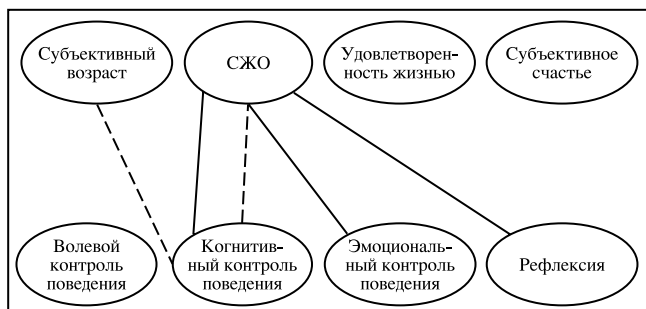 Субъективный
возраст
СЖО
Удовлетворен-
ность жизнью
Субъективное
счастье
Волевой
контроль
поведения
Когнитив-
ный контроль
поведения
Эмоциональ-
ный контроль
поведения
Рефлексия